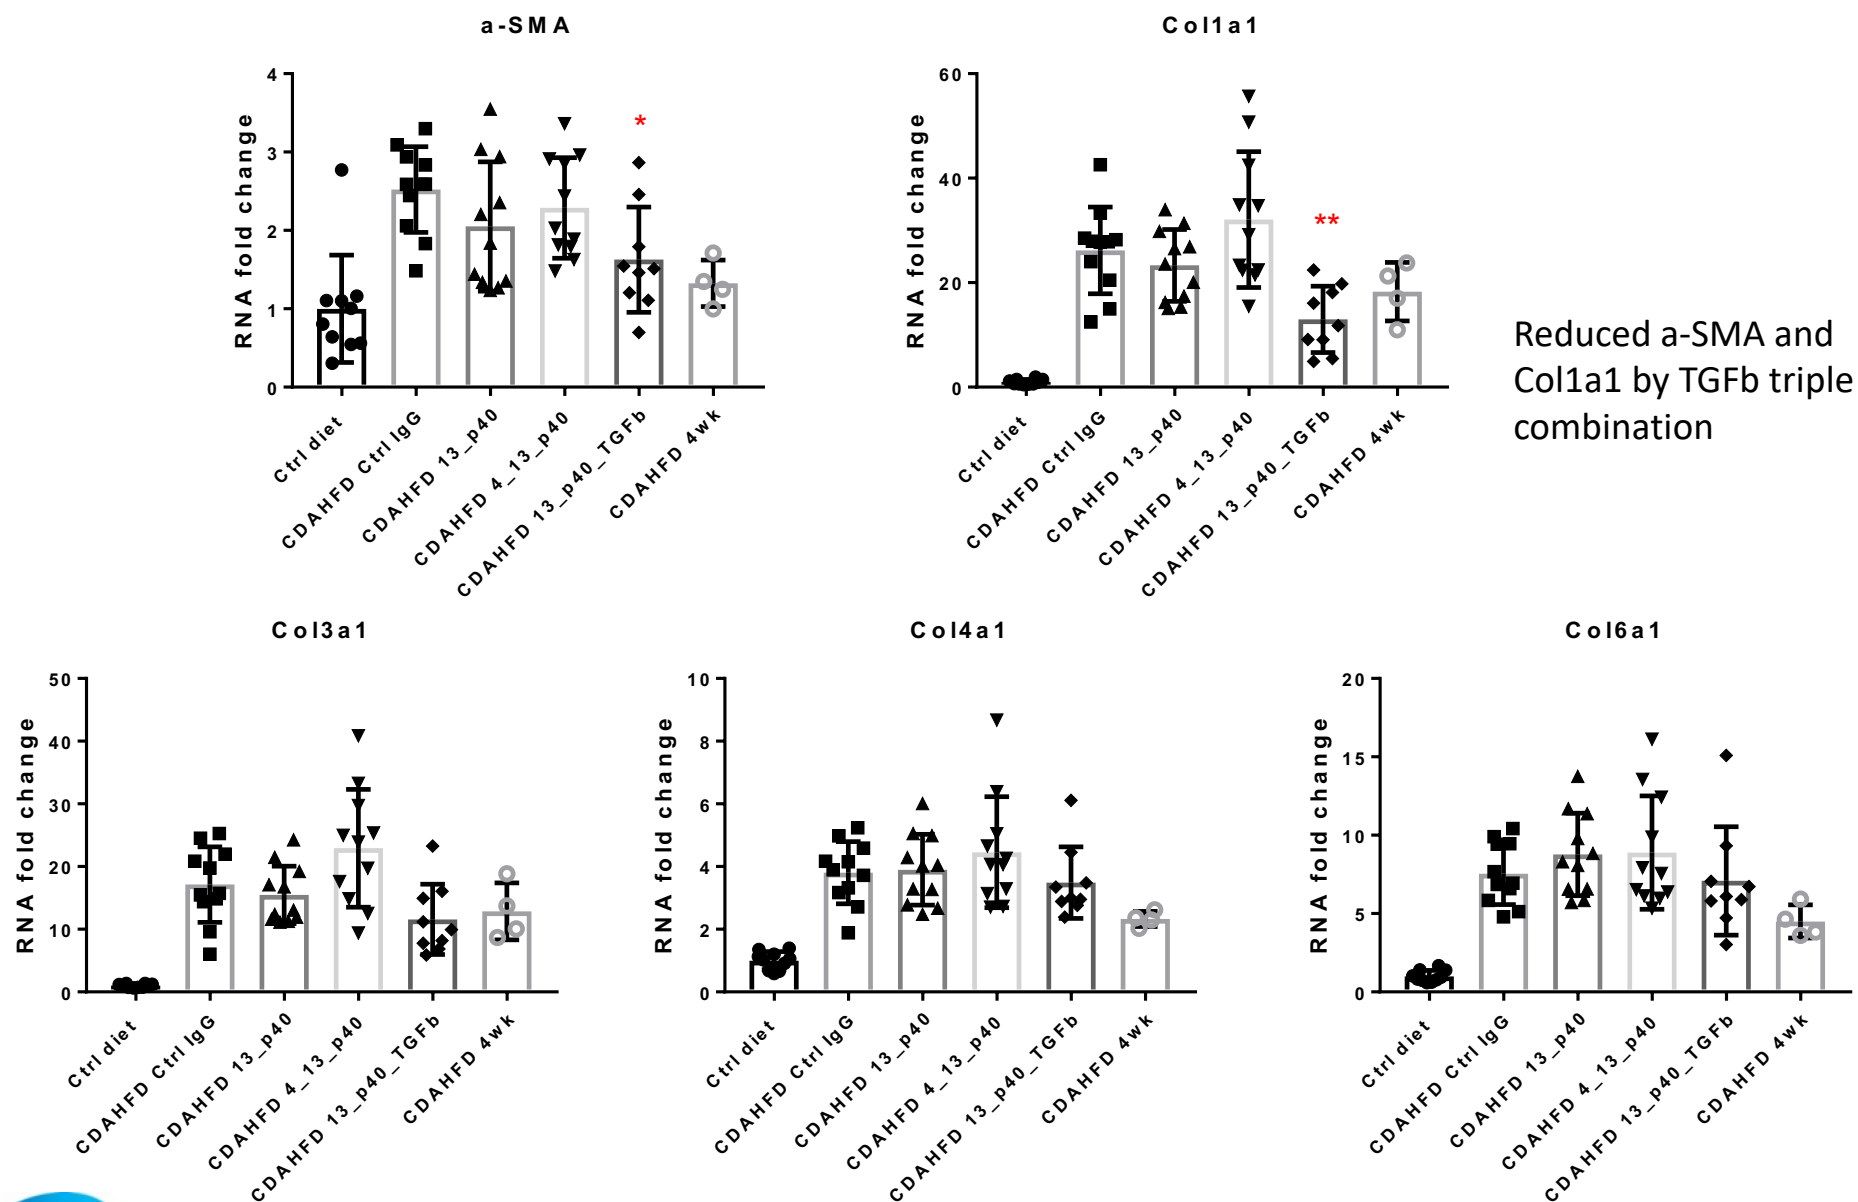 a-SMA
RNA fold change
4
3
2
1
0
*
Ctrl diet
CDAHFD Ctrl IgG
CDAHFD 13_p40
CDAHFD 4_13_p40
CDAHFD 13_p40_TGFb
CDAHFD 4wk
Col1a1
RNA fold change
60
40
20
0
**
Ctrl diet
CDAHFD Ctrl IgG
CDAHFD 13_p40
CDAHFD 4_13_p40
CDAHFD 13_p40_TGFb
CDAHFD 4wk
Reduced a-SMA and
Col1a1 by TGFb triple
combination
Col3a1
RNA fold change
50
40
30
20
10
0
Ctrl diet
CDAHFD Ctrl IgG
CDAHFD 13_p40
CDAHFD 4_13_p40
CDAHFD 13_p40_TGFb
CDAHFD 4wk
Col4a1
RNA fold change
10
8
6
4
2
0
Ctrl diet
CDAHFD Ctrl IgG
CDAHFD 13_p40
CDAHFD 4_13_p40
CDAHFD 13_p40_TGFb
CDAHFD 4wk
Col6a1
RNA fold change
20
15
10
5
0
Ctrl diet
CDAHFD Ctrl IgG
CDAHFD 13_p40
CDAHFD 4_13_p40
CDAHFD 13_p40_TGFb
CDAHFD 4wk